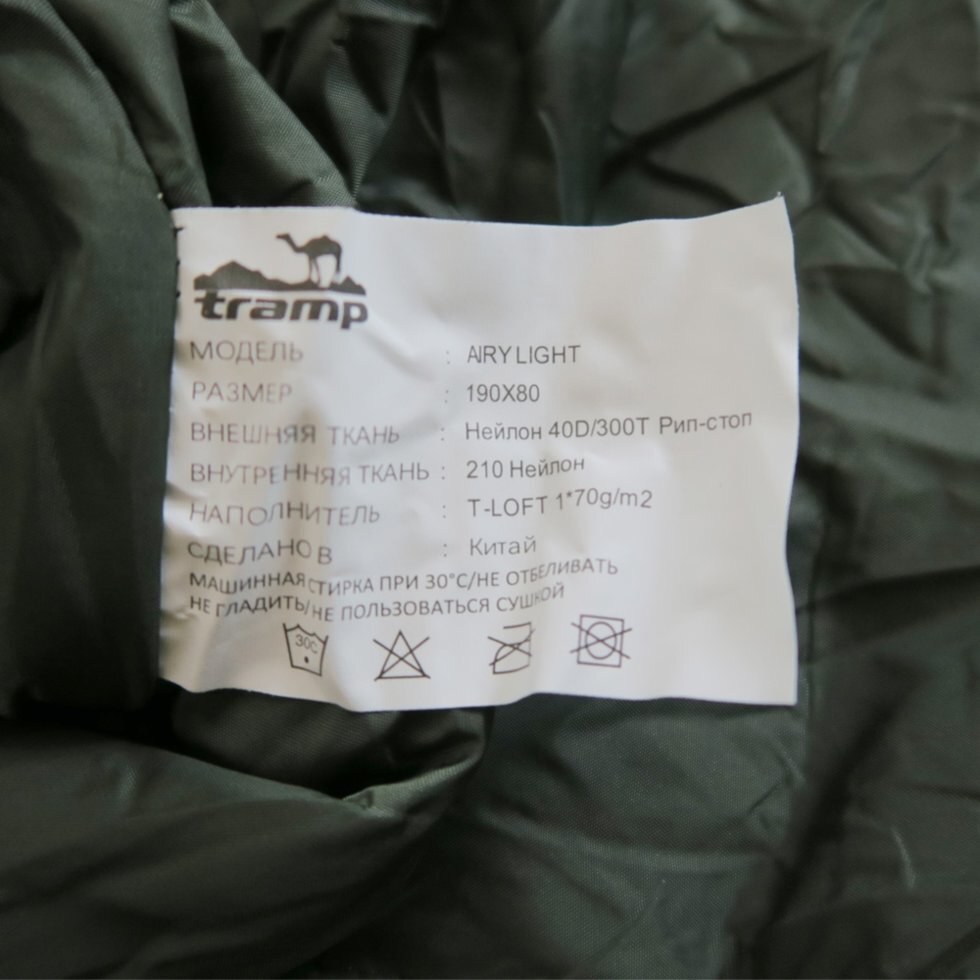 tramp
МОДЕЛЬ : AIRY LIGHT
РАЗМЕР : 190X80
ВНЕШНЯЯ ТКАНЬ : Нейлон 40D/300T Рип-стоп
ВНУТРЕННЯЯ ТКАНЬ : 210 Нейлон
НАПОЛНИТЕЛЬ : T-LOFT 1*70g/m2
СДЕЛАНО В : Китай
МАШИННАЯ СТИРКА ПРИ 30°C/НЕ ОТБЕЛИВАТЬ
НЕ ГЛАДИТЬ/НЕ ПОЛЬЗОВАТЬСЯ СУШКОЙ
30C